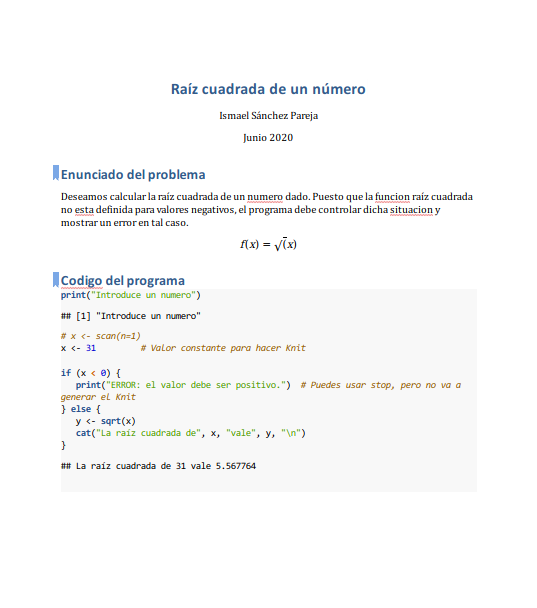 Raíz cuadrada de un número
Ismael Sánchez Pareja
Junio 2020
Enunciado del problema
Deseamos calcular la raíz cuadrada de un numero dado. Puesto que la funcion raíz cuadrada
no esta definida para valores negativos, el programa debe controlar dicha situacion y
mostrar un error en tal caso.
f(x) = √(x)
Codigo del programa
print("Introduce un numero")
## [1] "Introduce un numero"
# x <- scan(n=1)
x <- 31 # Valor constante para hacer Knit
if (x < 0) {
print("ERROR: el valor debe ser positivo.") # Puedes usar stop, pero no va a
generar el Knit
} else {
y <- sqrt(x)
cat("La raíz cuadrada de", x, "vale", y, "\n")
}
## La raíz cuadrada de 31 vale 5.567764